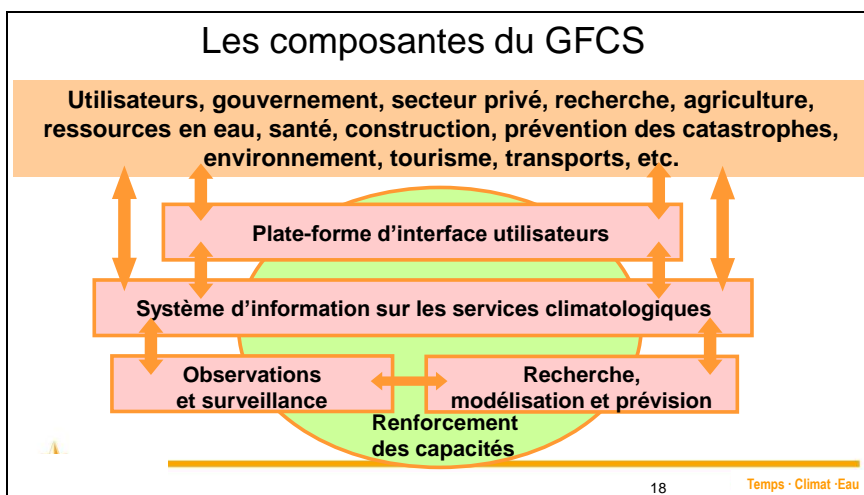 Les composantes du GFCS
Utilisateurs, gouvernement, secteur privé, recherche, agriculture,
ressources en eau, santé, construction, prévention des catastrophes,
environnement, tourisme, transports, etc.
Plate-forme d’interface utilisateurs
Système d’information sur les services climatologiques
Observations
et surveillance
Recherche,
modélisation et prévision
Renforcement
des capacités
18
Temps · Climat ·Eau